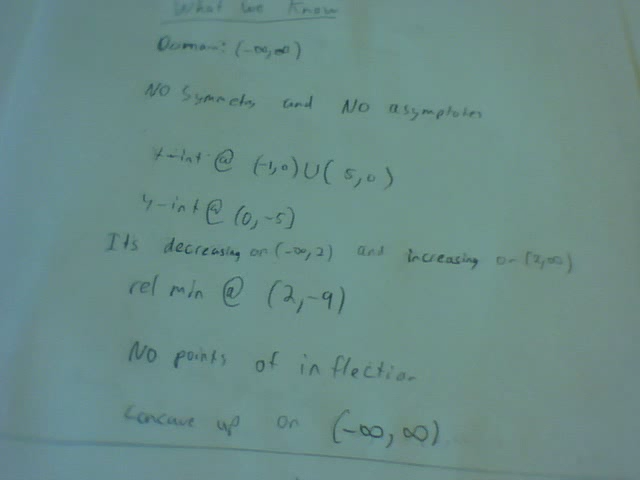 What We Know
Domain: (-∞,∞)
NO Symmetry and NO asymptotes
x-int @ (-1,0) U ( 5,0)
y-int @ (0,-5)
Its decreasing on (-∞,2) and increasing on (2,∞)
rel min @ (2,-9)
NO points of inflection
Concave up on (-∞, ∞)